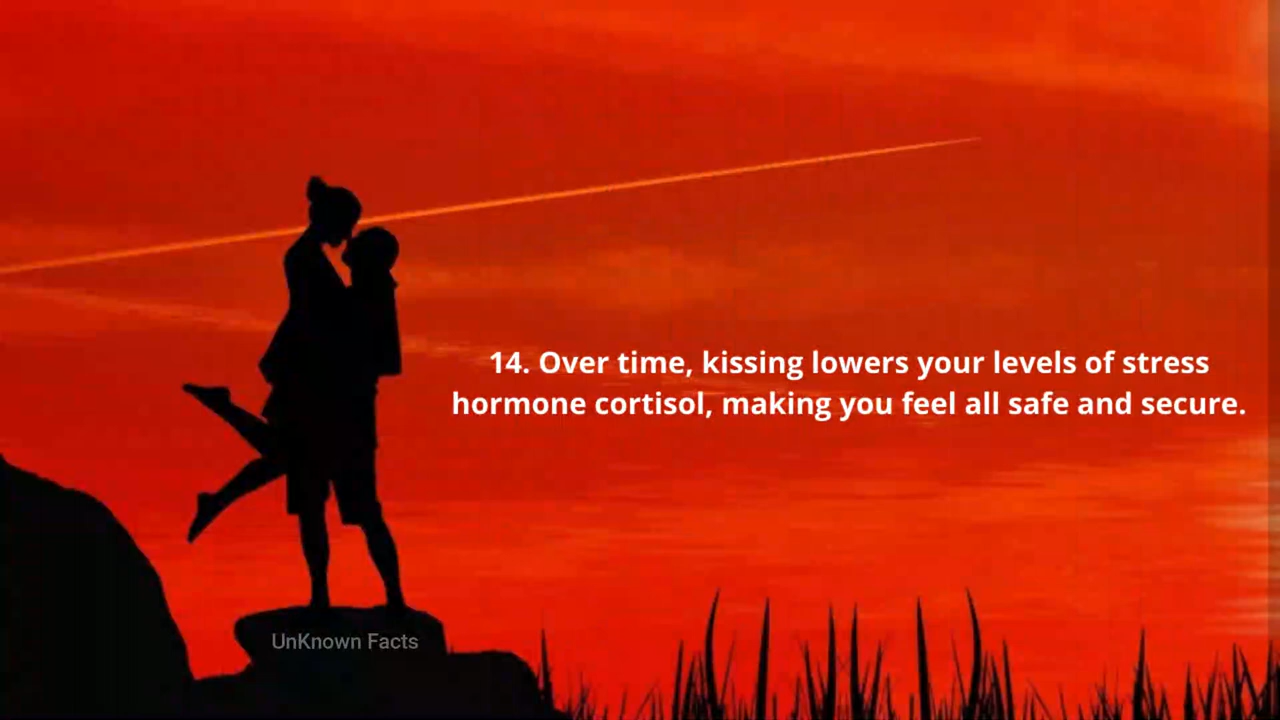 14. Over time, kissing lowers your levels of stress
hormone cortisol, making you feel all safe and secure.
UnKnown Facts